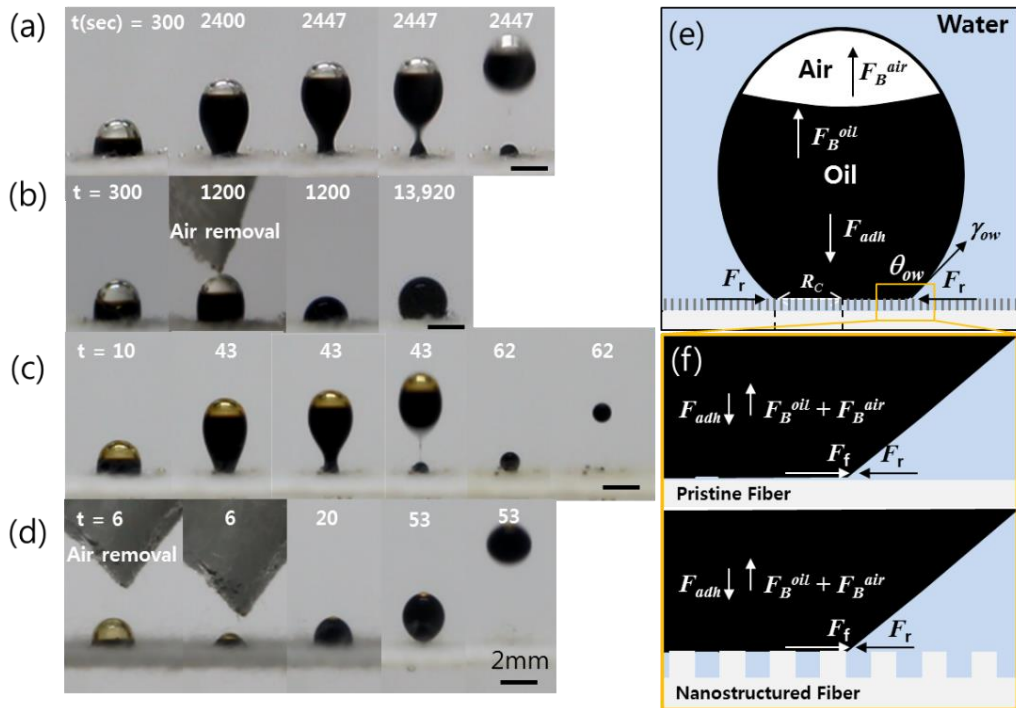 (a)
t(sec) = 300 2400 2447 2447 2447
(b)
t = 300 1200 1200 13,920
Air removal
(c)
t = 10 43 43 43 62 62
(d)
t = 6 6 20 53 53
Air removal
2mm
(e)
Water
Air
F_B^air
F_B^oil
Oil
F_adh
γ_ow
θ_ow
F_r R_C F_r
(f)
F_adh F_B^oil + F_B^air
F_f F_r
Pristine Fiber
F_adh F_B^oil + F_B^air
F_f F_r
Nanostructured Fiber